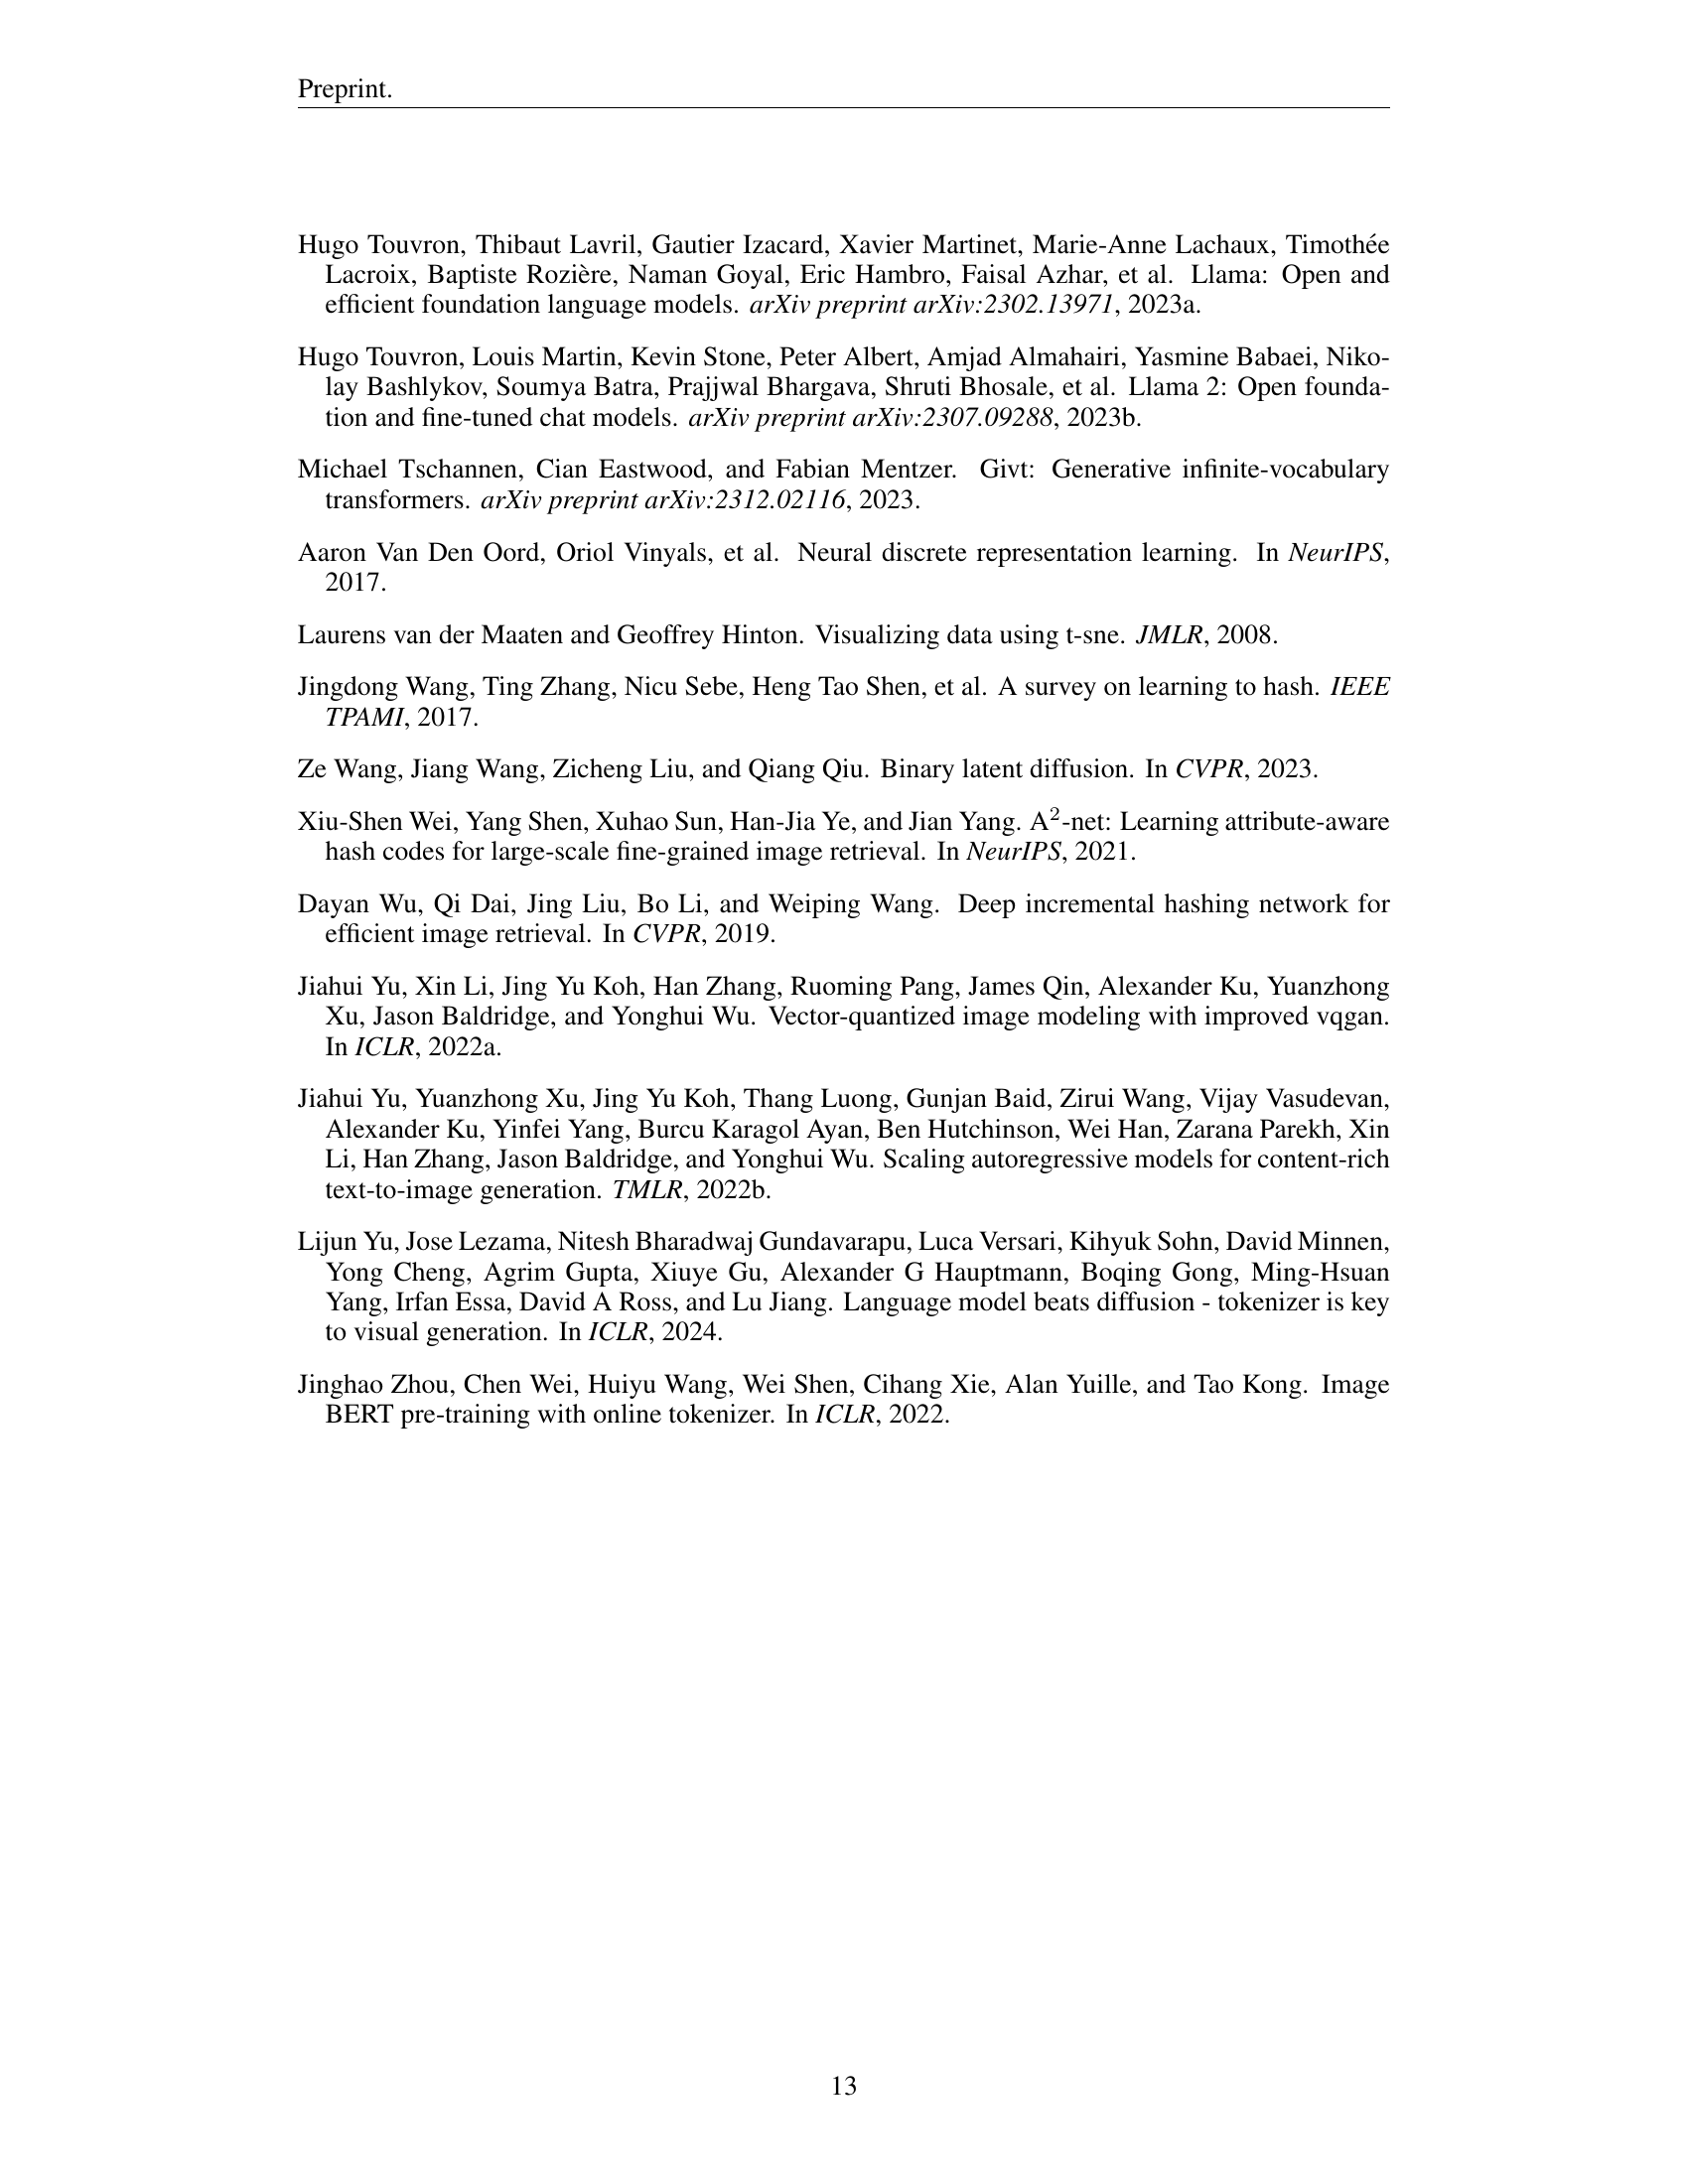 Preprint.
Hugo Touvron, Thibaut Lavril, Gautier Izacard, Xavier Martinet, Marie-Anne Lachaux, Timothée
Lacroix, Baptiste Rozière, Naman Goyal, Eric Hambro, Faisal Azhar, et al. Llama: Open and
efficient foundation language models. arXiv preprint arXiv:2302.13971, 2023a.
Hugo Touvron, Louis Martin, Kevin Stone, Peter Albert, Amjad Almahairi, Yasmine Babaei, Niko-
lay Bashlykov, Soumya Batra, Prajjwal Bhargava, Shruti Bhosale, et al. Llama 2: Open founda-
tion and fine-tuned chat models. arXiv preprint arXiv:2307.09288, 2023b.
Michael Tschannen, Cian Eastwood, and Fabian Mentzer. Givt: Generative infinite-vocabulary
transformers. arXiv preprint arXiv:2312.02116, 2023.
Aaron Van Den Oord, Oriol Vinyals, et al. Neural discrete representation learning. In NeurIPS,
2017.
Laurens van der Maaten and Geoffrey Hinton. Visualizing data using t-sne. JMLR, 2008.
Jingdong Wang, Ting Zhang, Nicu Sebe, Heng Tao Shen, et al. A survey on learning to hash. IEEE
TPAMI, 2017.
Ze Wang, Jiang Wang, Zicheng Liu, and Qiang Qiu. Binary latent diffusion. In CVPR, 2023.
Xiu-Shen Wei, Yang Shen, Xuhao Sun, Han-Jia Ye, and Jian Yang. A²-net: Learning attribute-aware
hash codes for large-scale fine-grained image retrieval. In NeurIPS, 2021.
Dayan Wu, Qi Dai, Jing Liu, Bo Li, and Weiping Wang. Deep incremental hashing network for
efficient image retrieval. In CVPR, 2019.
Jiahui Yu, Xin Li, Jing Yu Koh, Han Zhang, Ruoming Pang, James Qin, Alexander Ku, Yuanzhong
Xu, Jason Baldridge, and Yonghui Wu. Vector-quantized image modeling with improved vqgan.
In ICLR, 2022a.
Jiahui Yu, Yuanzhong Xu, Jing Yu Koh, Thang Luong, Gunjan Baid, Zirui Wang, Vijay Vasudevan,
Alexander Ku, Yinfei Yang, Burcu Karagol Ayan, Ben Hutchinson, Wei Han, Zarana Parekh, Xin
Li, Han Zhang, Jason Baldridge, and Yonghui Wu. Scaling autoregressive models for content-rich
text-to-image generation. TMLR, 2022b.
Lijun Yu, Jose Lezama, Nitesh Bharadwaj Gundavarapu, Luca Versari, Kihyuk Sohn, David Minnen,
Yong Cheng, Agrim Gupta, Xiuye Gu, Alexander G Hauptmann, Boqing Gong, Ming-Hsuan
Yang, Irfan Essa, David A Ross, and Lu Jiang. Language model beats diffusion - tokenizer is key
to visual generation. In ICLR, 2024.
Jinghao Zhou, Chen Wei, Huiyu Wang, Wei Shen, Cihang Xie, Alan Yuille, and Tao Kong. Image
BERT pre-training with online tokenizer. In ICLR, 2022.
13